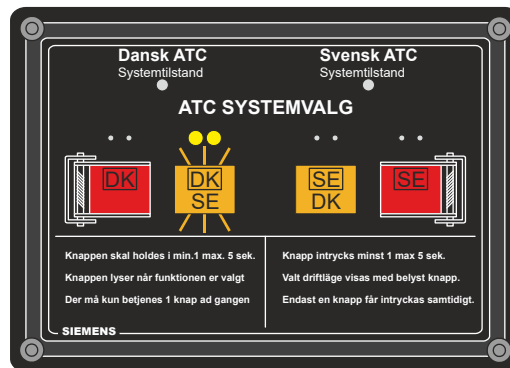 Dansk ATC
Systemtilstand
Svensk ATC
Systemtilstand
ATC SYSTEMVALG
DK
DK
SE
SE
DK
SE
Knappen skal holdes i min.1 max. 5 sek.
Knappen lyser når funktionen er valgt
Der må kun betjenes 1 knap ad gangen
Knapp intrycks minst 1 max 5 sek.
Valt driftläge visas med belyst knapp.
Endast en knapp får intryckas samtidigt.
SIEMENS